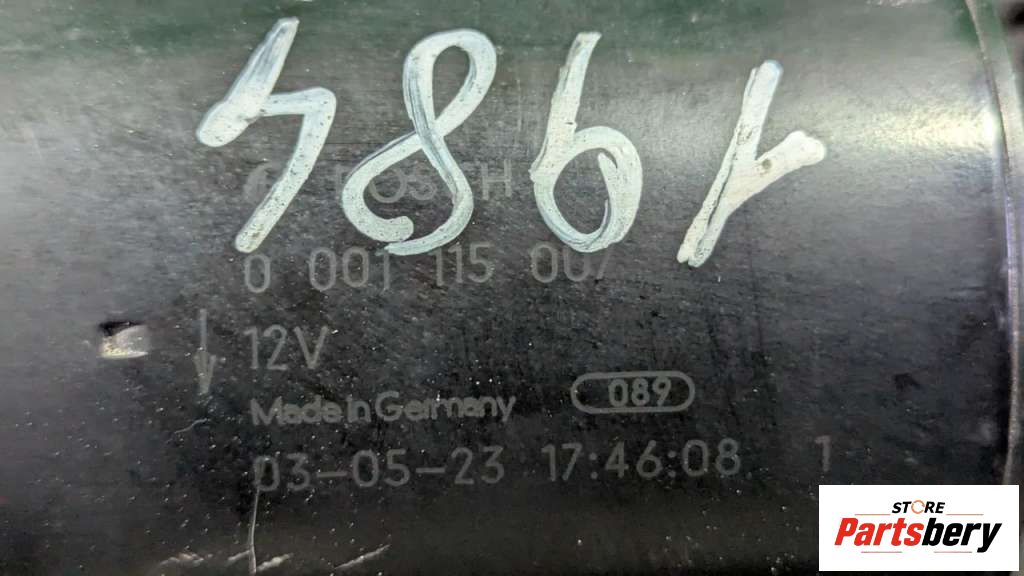 1984
BOSCH
0 001 115 007
12V
Made in Germany 089
03-05-23 17:46:08 1
STORE
Partsbery